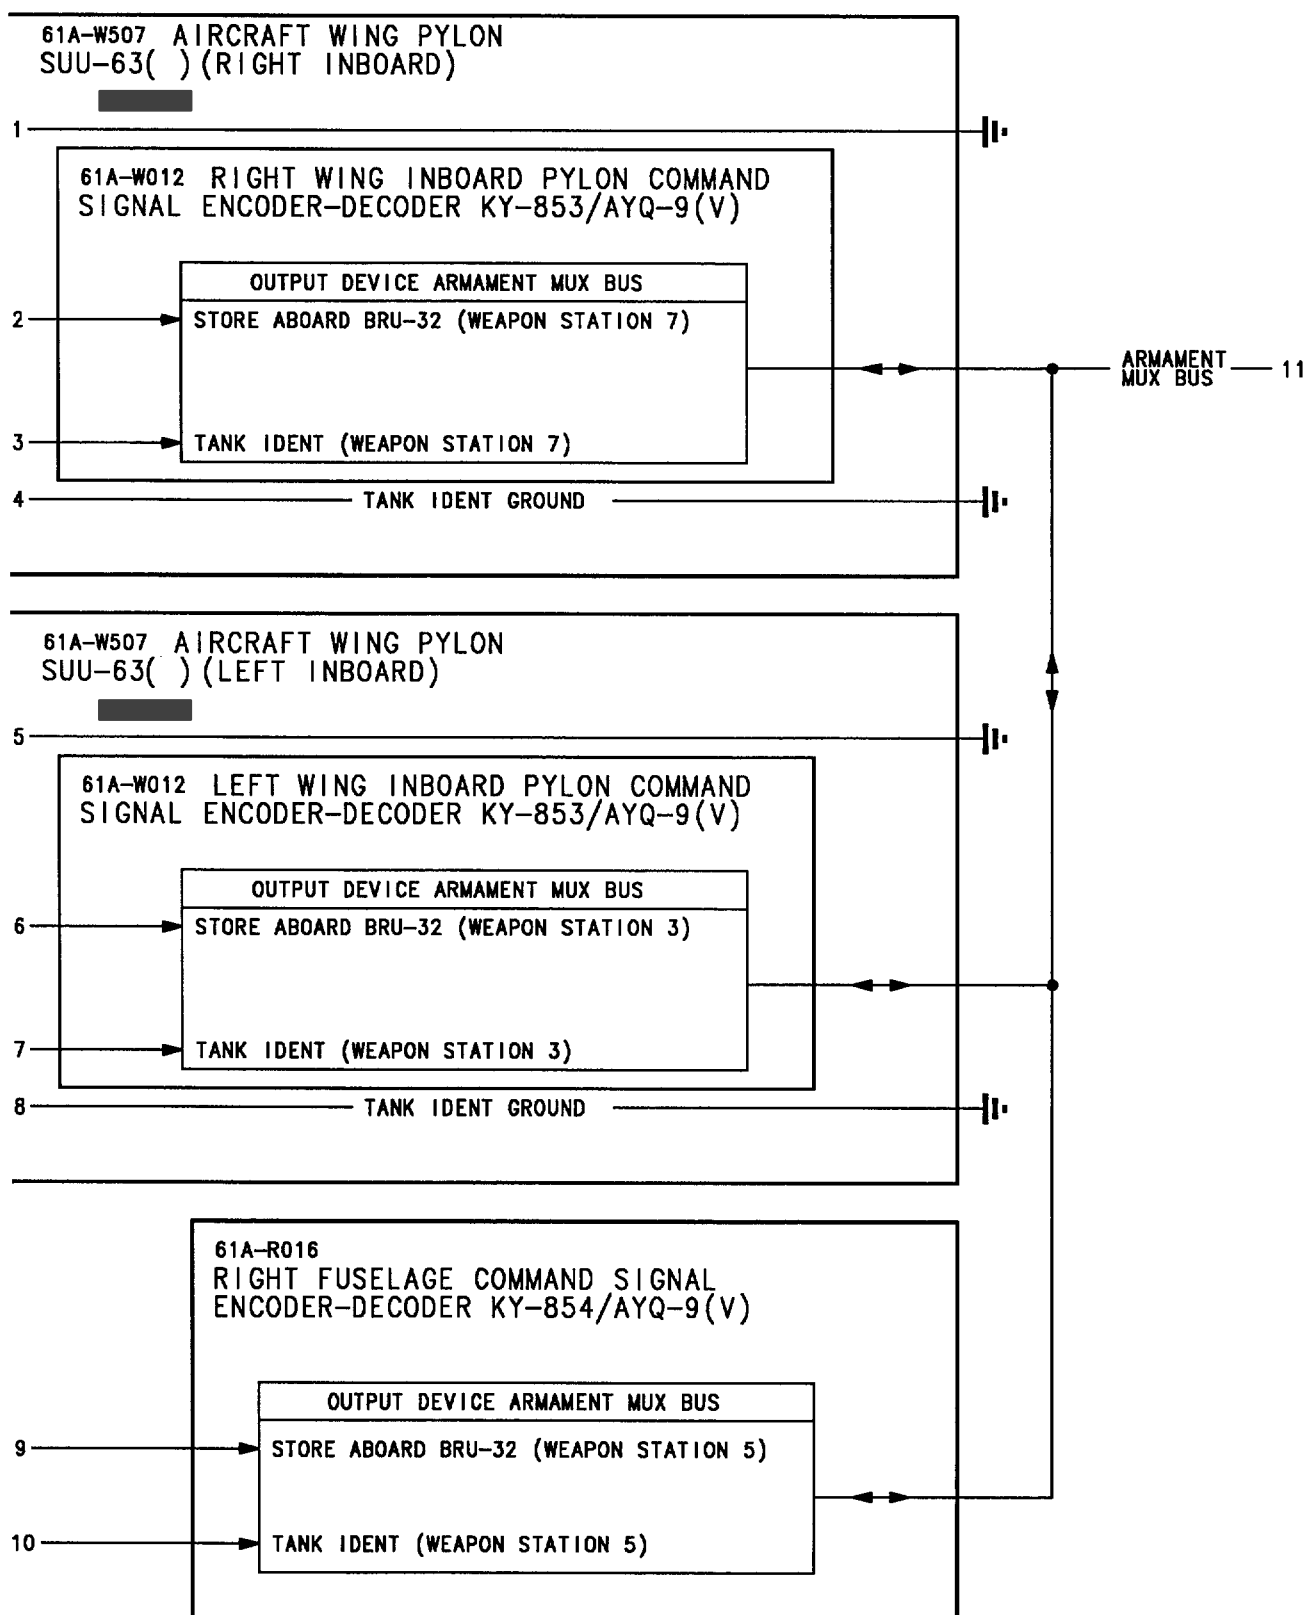 61A-W507 AIRCRAFT WING PYLON
SUU-63( ) (RIGHT INBOARD)
1
61A-W012 RIGHT WING INBOARD PYLON COMMAND
SIGNAL ENCODER-DECODER KY-853/AYQ-9(V)
OUTPUT DEVICE ARMAMENT MUX BUS
2 STORE ABOARD BRU-32 (WEAPON STATION 7)
ARMAMENT
MUX BUS
11
3 TANK IDENT (WEAPON STATION 7)
4 TANK IDENT GROUND
61A-W507 AIRCRAFT WING PYLON
SUU-63( ) (LEFT INBOARD)
5
61A-W012 LEFT WING INBOARD PYLON COMMAND
SIGNAL ENCODER-DECODER KY-853/AYQ-9(V)
OUTPUT DEVICE ARMAMENT MUX BUS
6 STORE ABOARD BRU-32 (WEAPON STATION 3)
7 TANK IDENT (WEAPON STATION 3)
8 TANK IDENT GROUND
61A-R016
RIGHT FUSELAGE COMMAND SIGNAL
ENCODER-DECODER KY-854/AYQ-9(V)
OUTPUT DEVICE ARMAMENT MUX BUS
9 STORE ABOARD BRU-32 (WEAPON STATION 5)
10 TANK IDENT (WEAPON STATION 5)